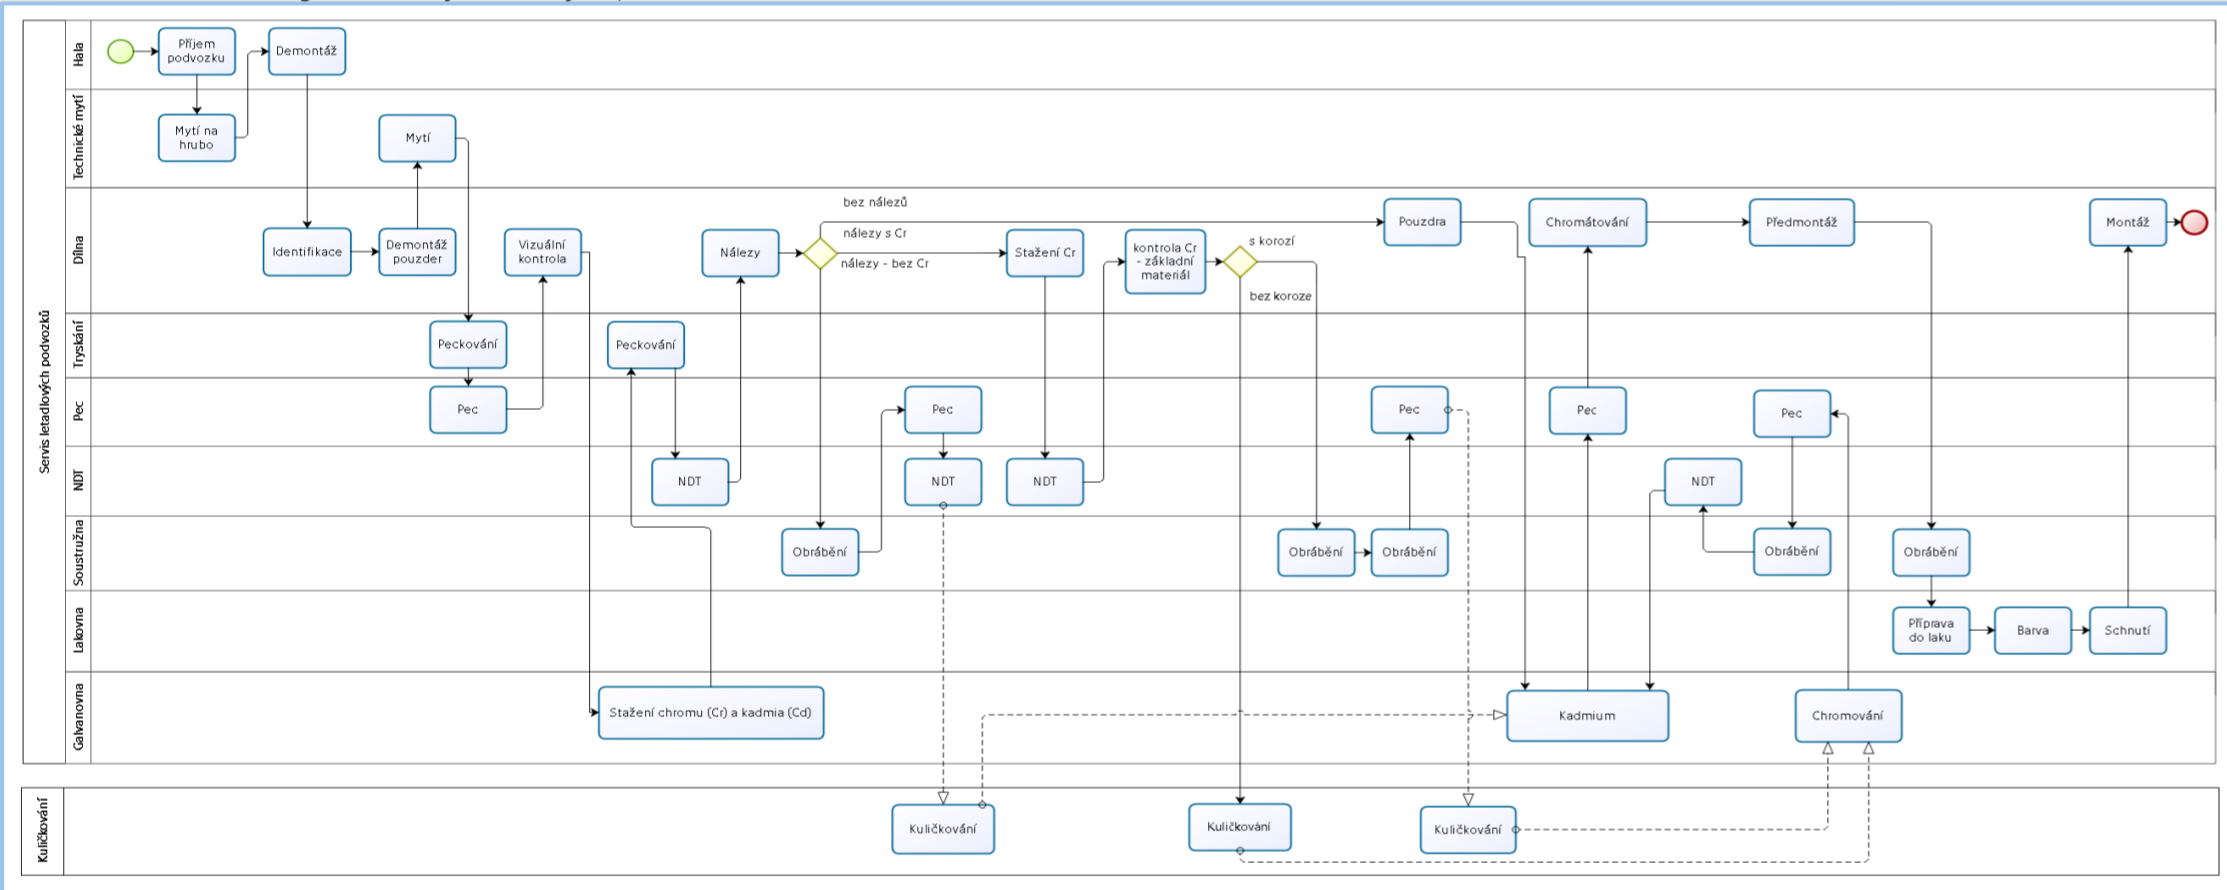 Servis letadlových podvozků
Hala
Příjem
podvozku
Demontáž
Technické mytí
Mytí na
hrubo
Mytí
Dílna
Identifikace
Demontáž
pouzder
Vizuální
kontrola
Nálezy
bez nálezů
nálezy s Cr
nálezy - bez Cr
Stažení Cr
kontrola Cr
- základní
materiál
s korozí
bez koroze
Pouzdra
Chromátování
Předmontáž
Montáž
Tryskání
Peckování
Peckování
Pec
Pec
Pec
Pec
Pec
Pec
NDT
NDT
NDT
NDT
NDT
Soustružna
Obrábění
Obrábění
Obrábění
Obrábění
Obrábění
Lakovna
Příprava
do laku
Barva
Schnutí
Galvanovna
Stažení chromu (Cr) a kadmia (Cd)
Kadmium
Chromování
Kuličkování
Kuličkování
Kuličkování
Kuličkování